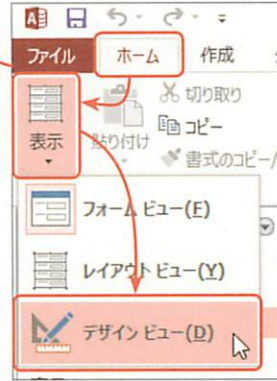 ファイル ホーム 作成
表示
貼り付け
切り取り
コピー
書式のコピー/
フォーム ビュー(F)
レイアウト ビュー(Y)
デザイン ビュー(D)